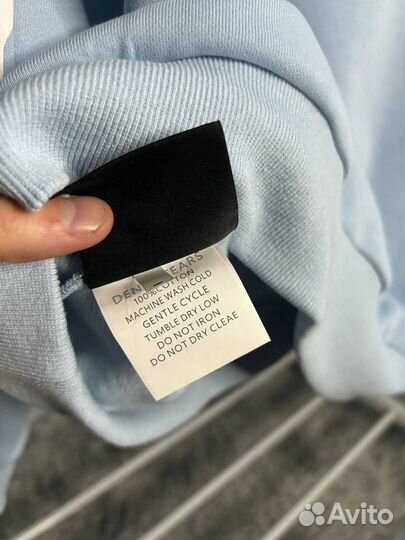 DENIM TEARS
100% COTTON
MACHINE WASH COLD
GENTLE CYCLE
TUMBLE DRY LOW
DO NOT IRON
DO NOT DRY CLEAE
Avito